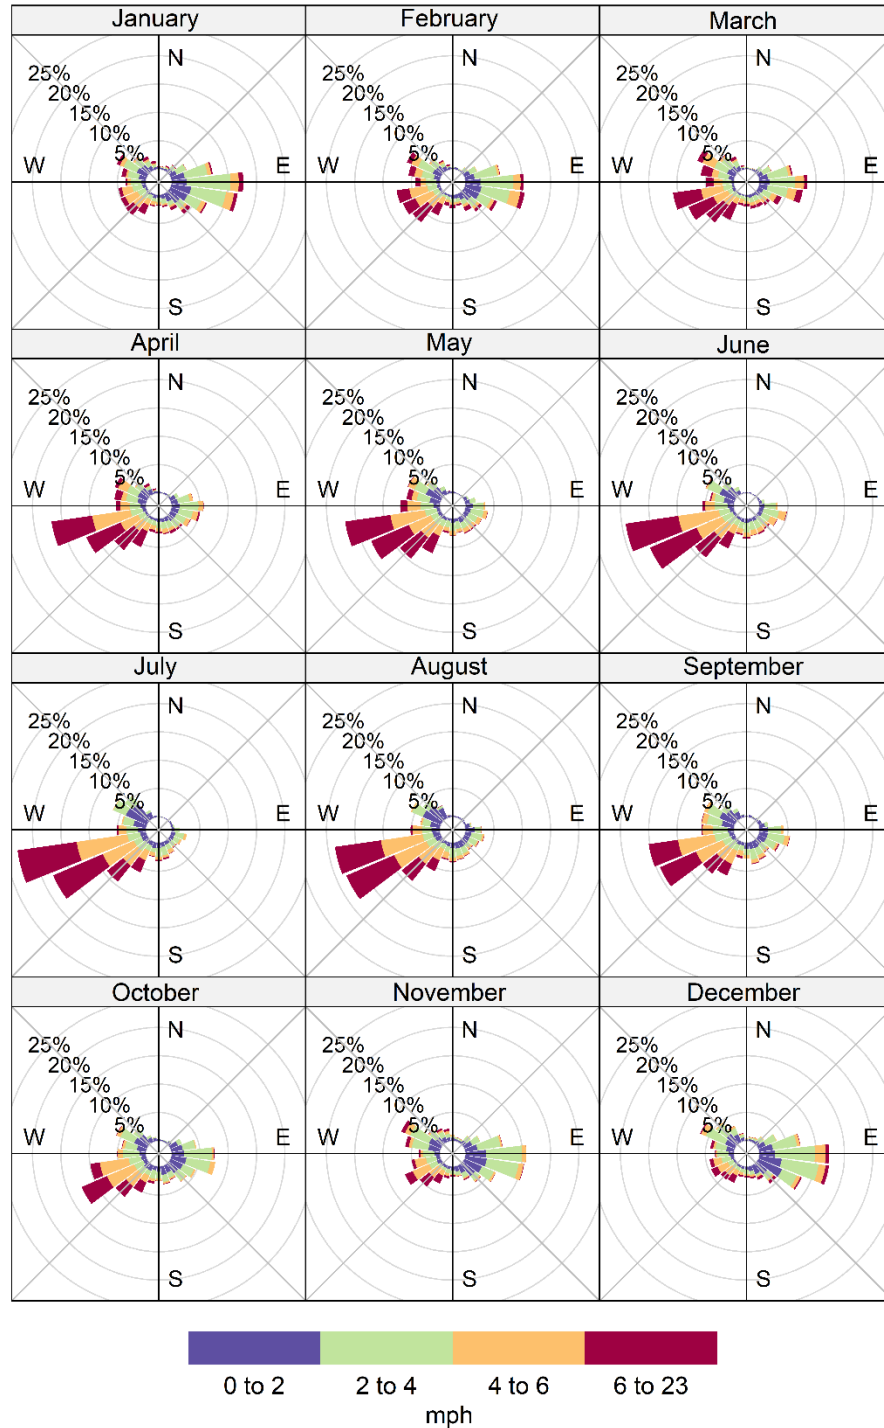 January February March
N N N
25% 25% 25%
20% 20% 20%
15% 15% 15%
10% 10% 10%
5% 5% 5%
W E W E W E
S S S
April May June
N N N
25% 25% 25%
20% 20% 20%
15% 15% 15%
10% 10% 10%
5% 5% 5%
W E W E W E
S S S
July August September
N N N
25% 25% 25%
20% 20% 20%
15% 15% 15%
10% 10% 10%
5% 5% 5%
W E W E W E
S S S
October November December
N N N
25% 25% 25%
20% 20% 20%
15% 15% 15%
10% 10% 10%
5% 5% 5%
W E W E W E
S S S
0 to 2 2 to 4 4 to 6 6 to 23
mph